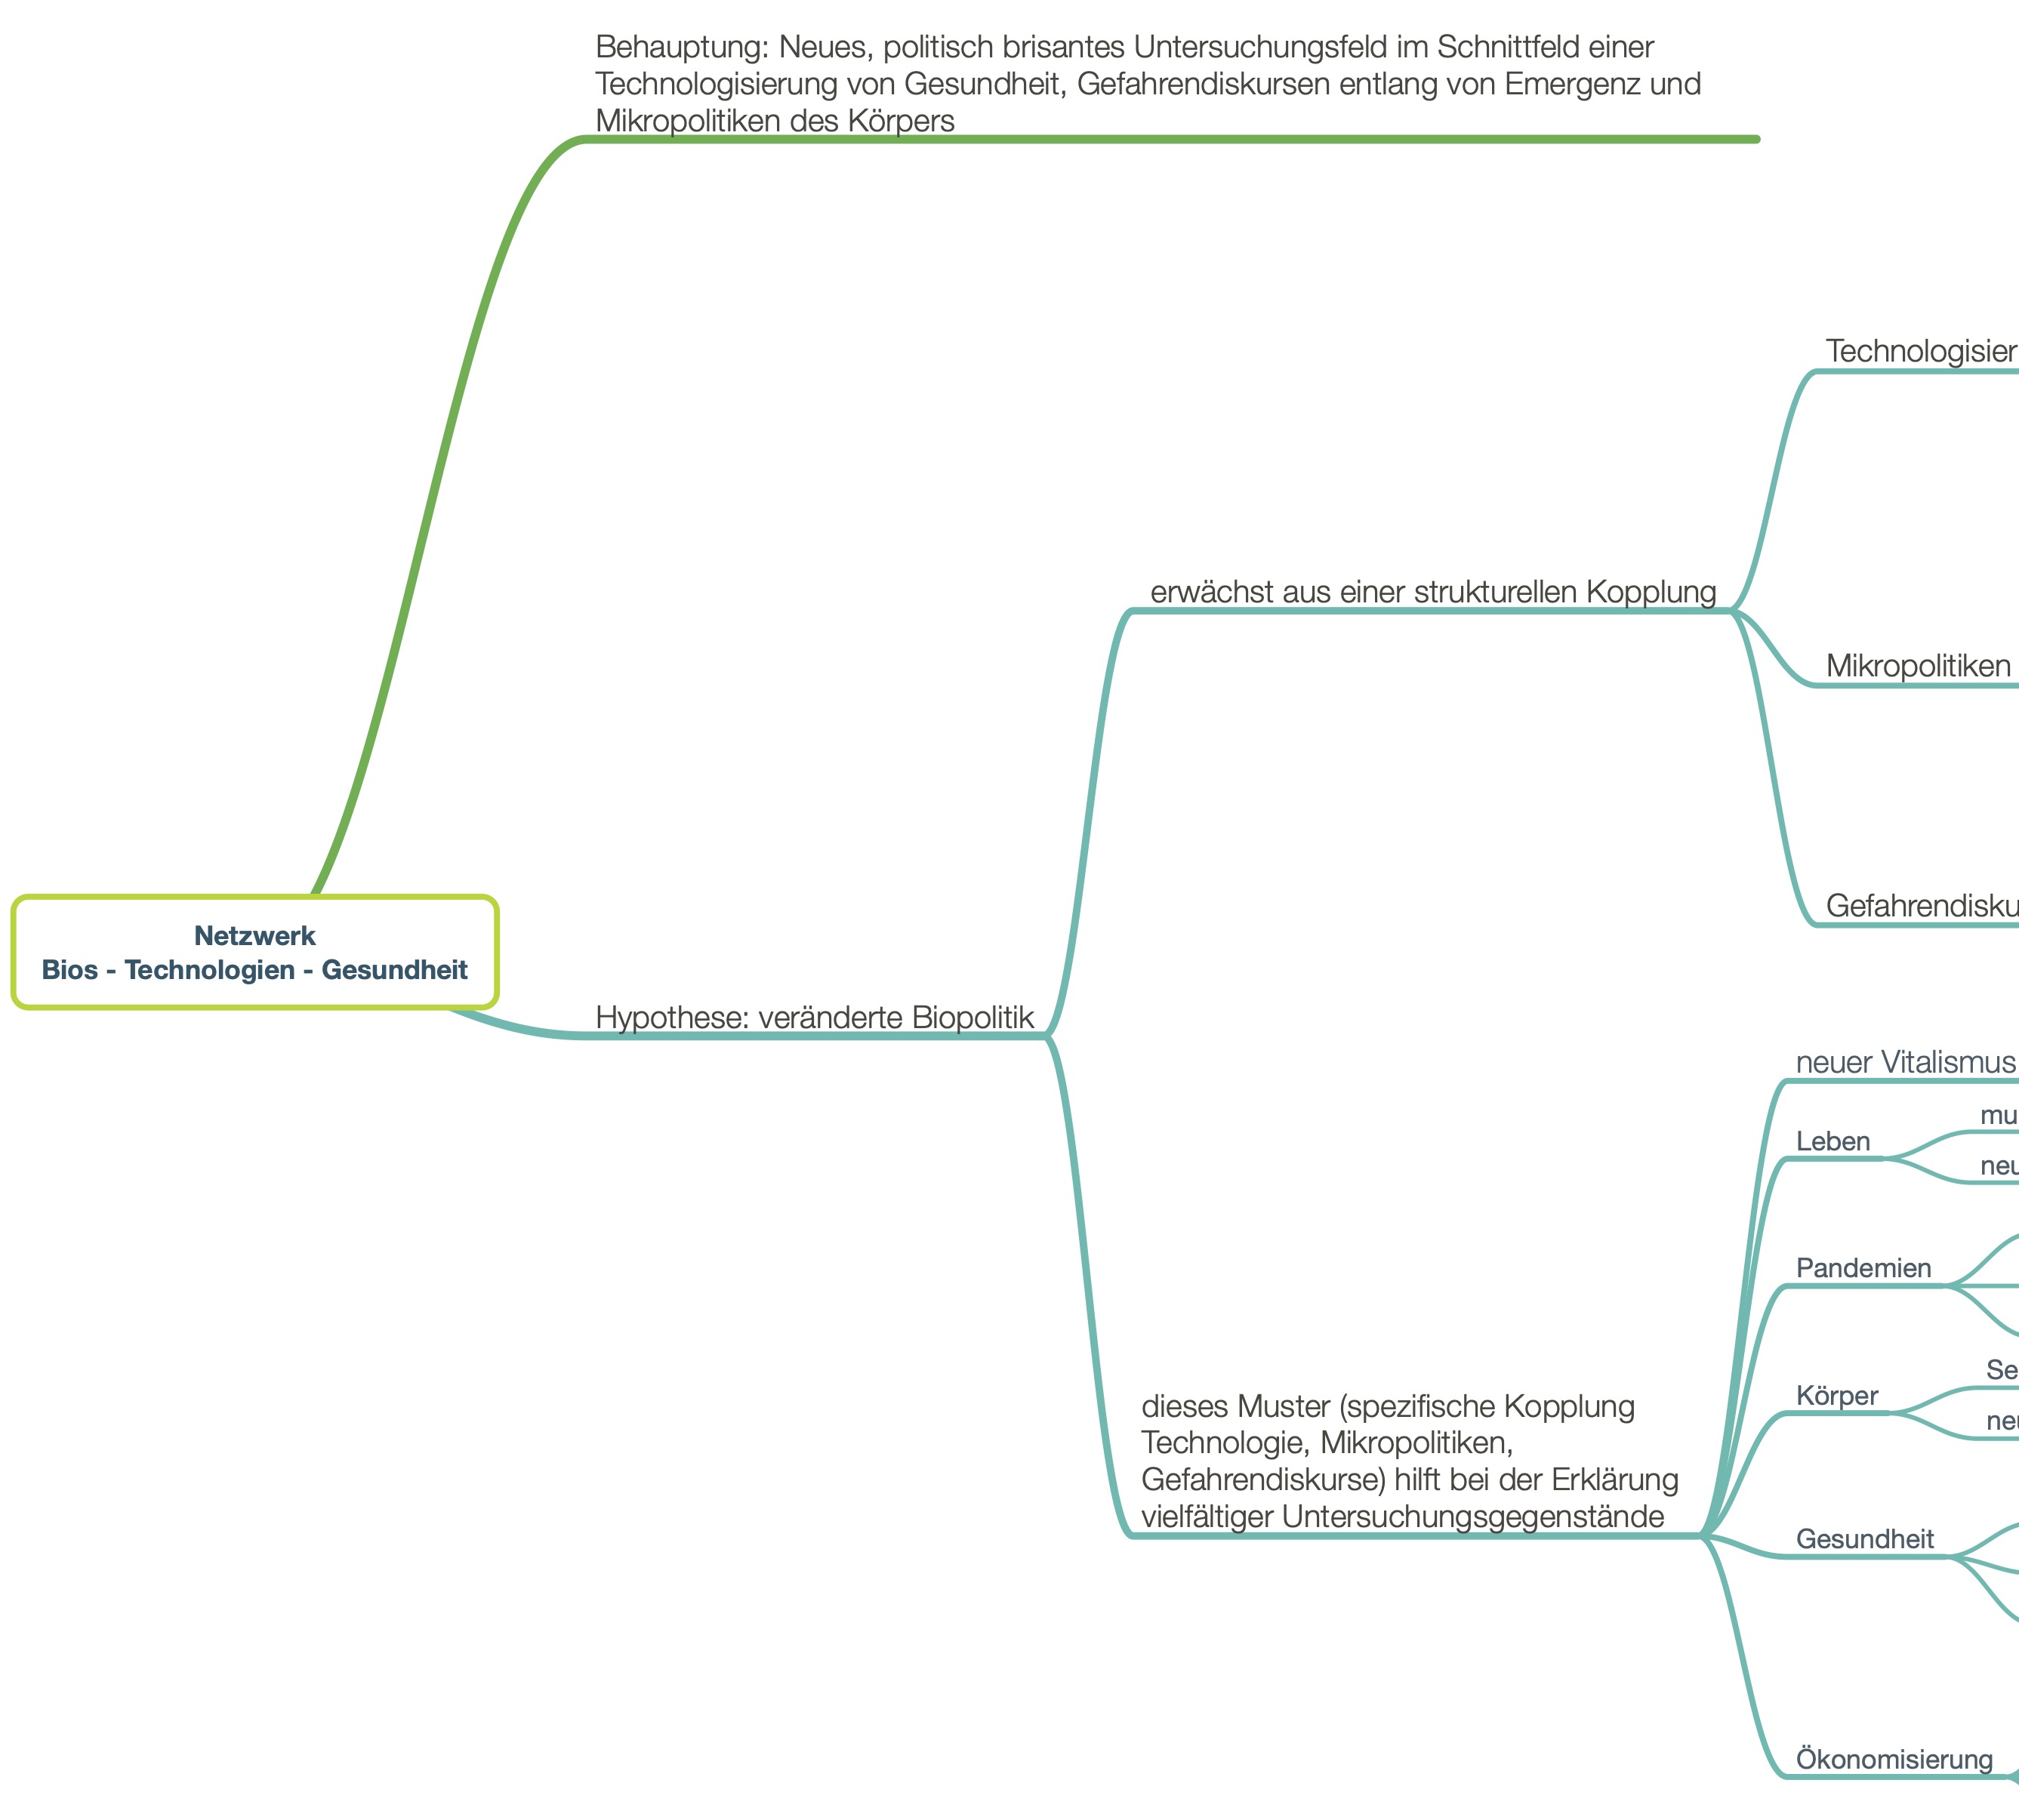 Behauptung: Neues, politisch brisantes Untersuchungsfeld im Schnittfeld einer
Technologisierung von Gesundheit, Gefahrendiskursen entlang von Emergenz und
Mikropolitiken des Körpers
Technologisier
erwächst aus einer strukturellen Kopplung
Mikropolitiken
Gefahrendisku
Netzwerk
Bios - Technologien - Gesundheit
Hypothese: veränderte Biopolitik
neuer Vitalismus
mu
Leben
neu
Pandemien
Se
Körper
neu
dieses Muster (spezifische Kopplung
Technologie, Mikropolitiken,
Gefahrendiskurse) hilft bei der Erklärung
vielfältiger Untersuchungsgegenstände
Gesundheit
Ökonomisierung